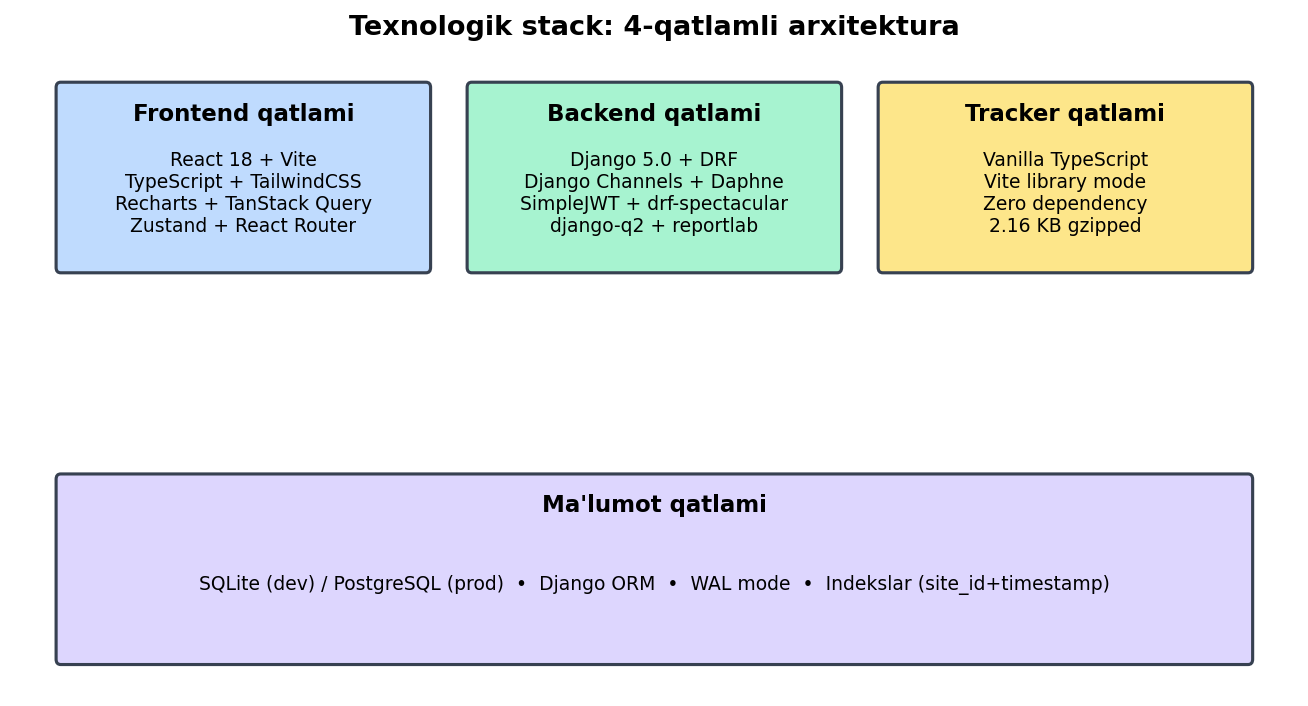 Texnologik stack: 4-qatlamli arxitektura
Frontend qatlami
React 18 + Vite
TypeScript + TailwindCSS
Recharts + TanStack Query
Zustand + React Router
Backend qatlami
Django 5.0 + DRF
Django Channels + Daphne
SimpleJWT + drf-spectacular
django-q2 + reportlab
Tracker qatlami
Vanilla TypeScript
Vite library mode
Zero dependency
2.16 KB gzipped
Ma'lumot qatlami
SQLite (dev) / PostgreSQL (prod) • Django ORM • WAL mode • Indekslar (site_id+timestamp)